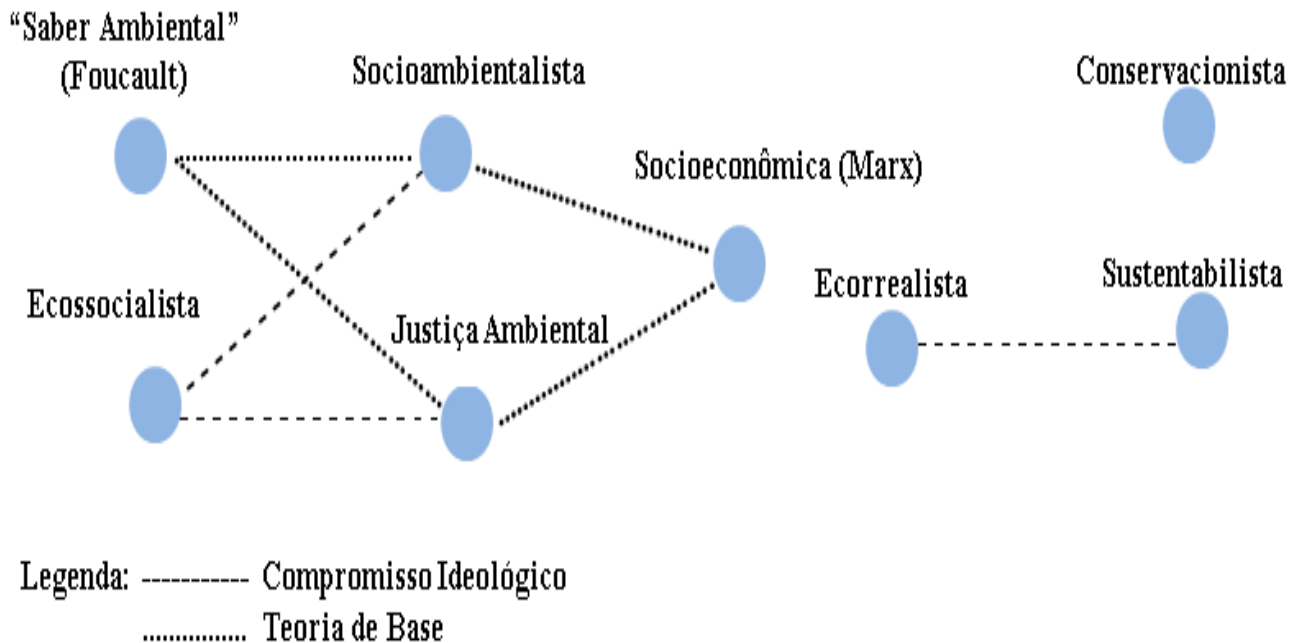 “Saber Ambiental”
(Foucault)
Socioambientalista
Conservacionista
Socioeconômica (Marx)
Ecorrealista
Sustentabilista
Ecossocialista
Justiça Ambiental
Legenda: ----------- Compromisso Ideológico
............... Teoria de Base